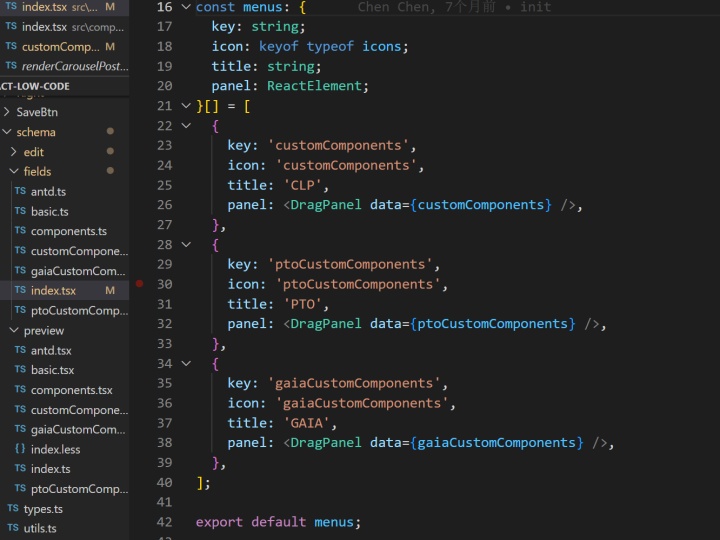 TS index.tsx src\... M
TS index.tsx src\comp...
TS customComp... M
TS renderCarouselPost...
CT-LOW-CODE
SaveBtn
schema
edit
fields
TS antd.ts
TS basic.ts
TS components.ts
TS customCompone...
TS gaiaCustomCom...
TS index.tsx M
TS ptoCustomComp...
preview
TS antd.tsx
TS basic.tsx
TS components.tsx
TS customCompone...
TS gaiaCustomCom...
{} index.less
TS index.ts
TS ptoCustomComp...
TS types.ts
TS utils.ts
16 const menus: { Chen Chen, 7个月前 • init
17 key: string;
18 icon: keyof typeof icons;
19 title: string;
20 panel: ReactElement;
21 }[] = [
22 {
23 key: 'customComponents',
24 icon: 'customComponents',
25 title: 'CLP',
26 panel: <DragPanel data={customComponents} />,
27 },
28 {
29 key: 'ptoCustomComponents',
30 icon: 'ptoCustomComponents',
31 title: 'PTO',
32 panel: <DragPanel data={ptoCustomComponents} />,
33 },
34 {
35 key: 'gaiaCustomComponents',
36 icon: 'gaiaCustomComponents',
37 title: 'GAIA',
38 panel: <DragPanel data={gaiaCustomComponents} />,
39 },
40 ];
41
42 export default menus;